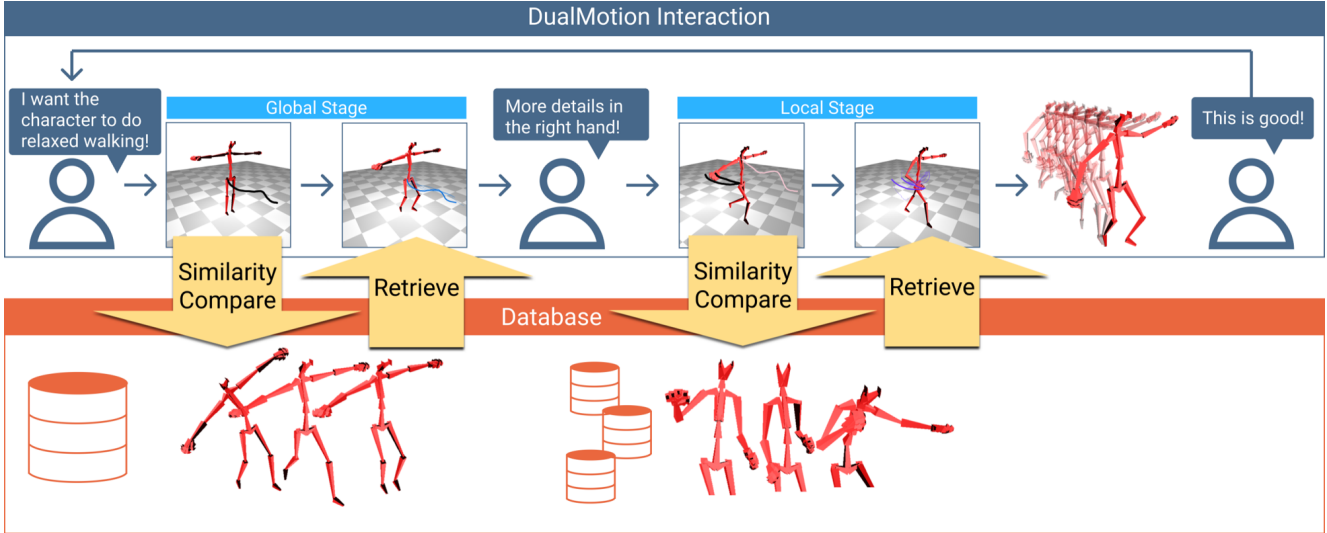 DualMotion Interaction
I want the
character to do
relaxed walking!
Global Stage
More details in
the right hand!
Local Stage
This is good!
Similarity
Compare
Retrieve
Similarity
Compare
Retrieve
Database